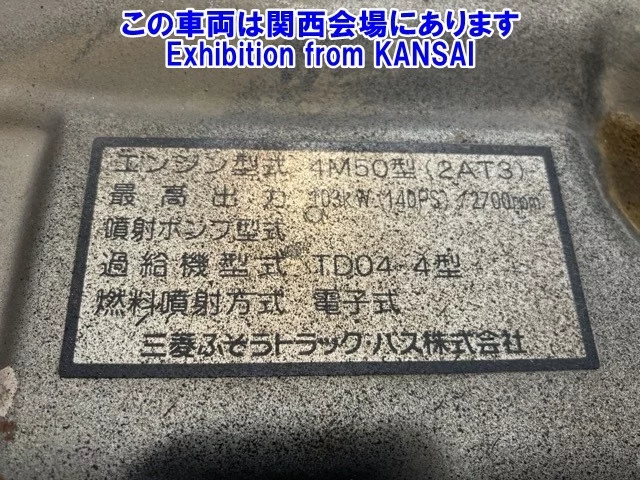 この車両は関西会場にあります
Exhibition from KANSAI
エンジン型式 4M50型(2AT3)
最高出力 103kW(140PS)/2700rpm
噴射ポンプ型式
過給機型式 TD04-4型
燃料噴射方式 電子式
三菱ふそうトラック・バス株式会社